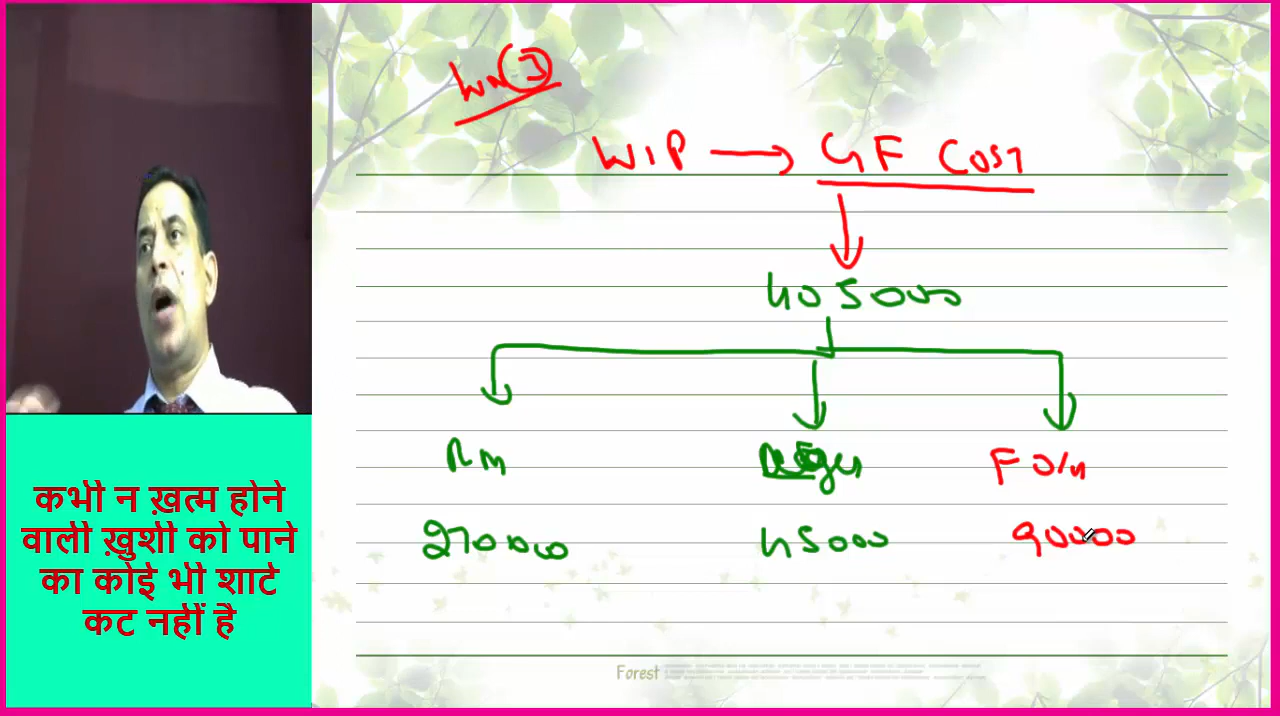 WN(3)
WIP → GF COST
405000
RM Wages F O/H
270000 45000 90000
कभी न ख़त्म होने
वाली ख़ुशी को पाने
का कोई भी शाटे
कट नहीं है
Forest